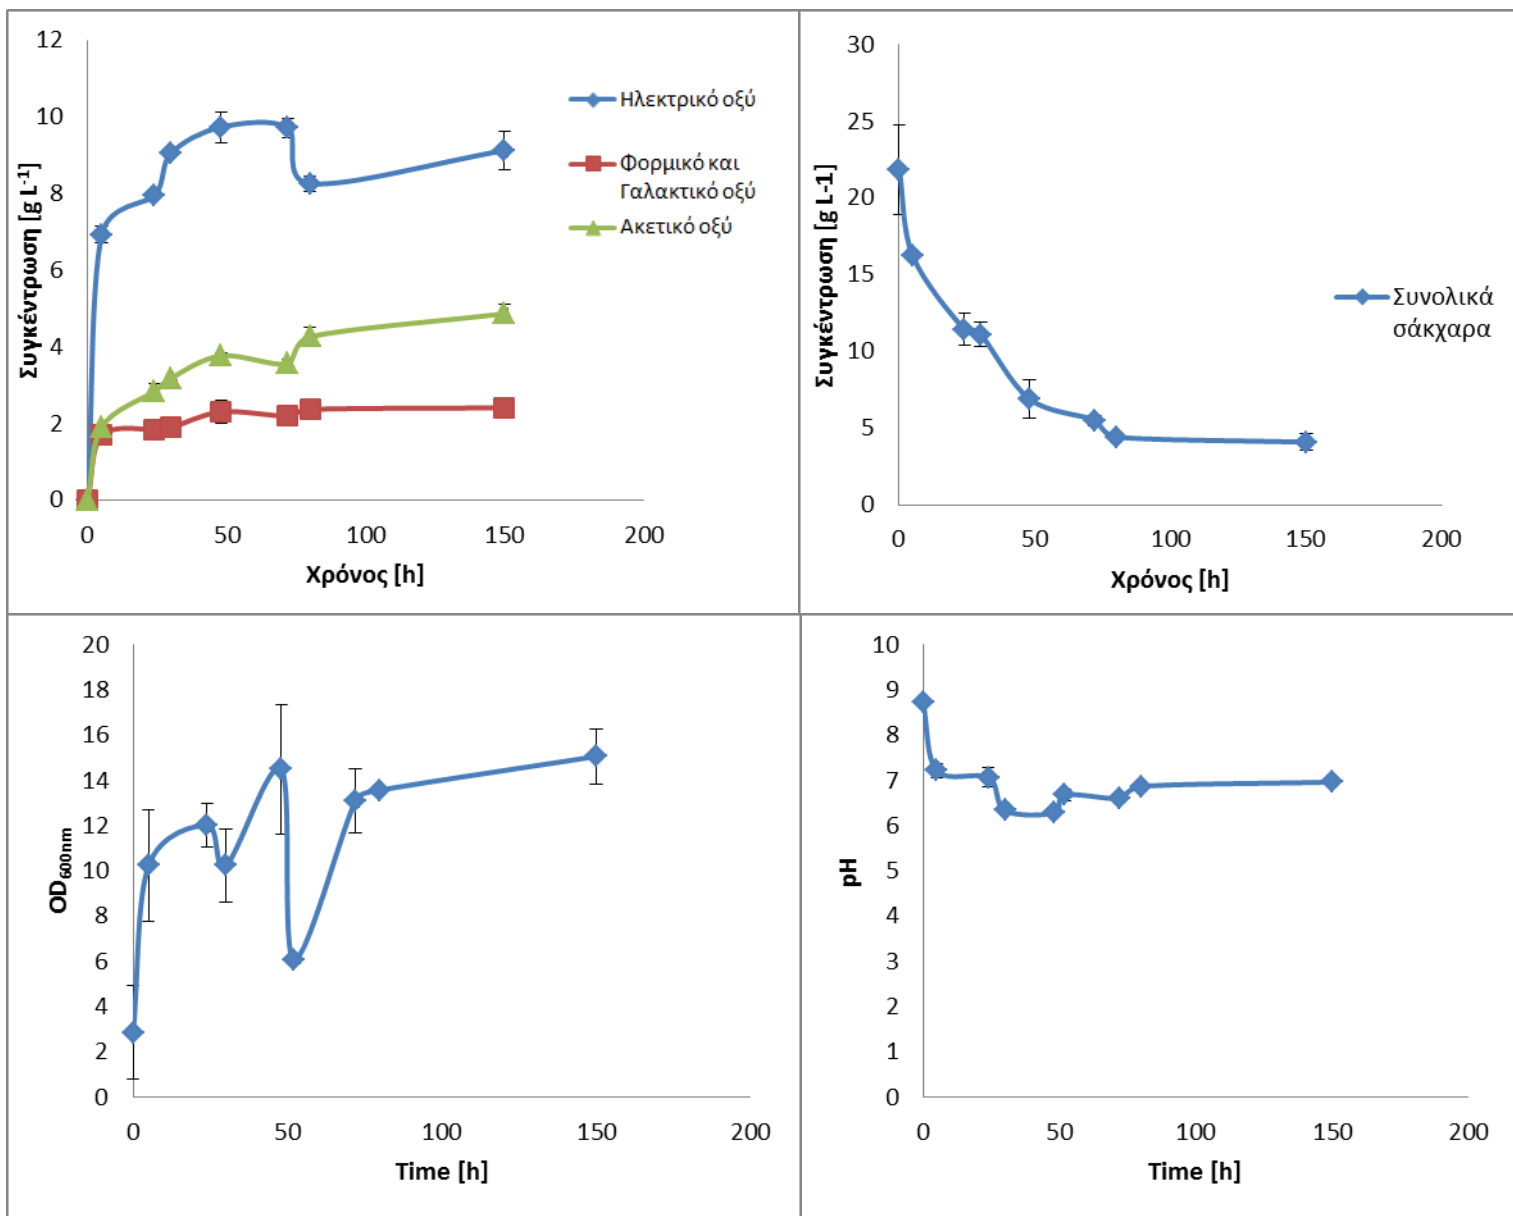 12
10
8
6
4
2
0
0 50 100 150 200
Συγκέντρωση [g L-1]
Χρόνος [h]
Ηλεκτρικό οξύ
Φορμικό και
Γαλακτικό οξύ
Ακετικό οξύ
30
25
20
15
10
5
0
0 50 100 150 200
Συγκέντρωση [g L-1]
Χρόνος [h]
Συνολικά
σάκχαρα
20
18
16
14
12
10
8
6
4
2
0
0 50 100 150 200
OD600nm
Time [h]
10
9
8
7
6
5
4
3
2
1
0
0 50 100 150 200
pH
Time [h]